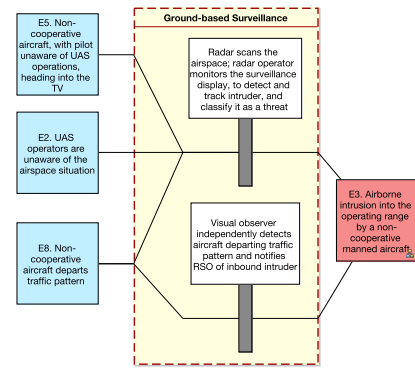 Ground-based Surveillance
E5. Non-
cooperative
aircraft, with pilot
unaware of UAS
operations,
heading into the
TV
Radar scans the
airspace; radar operator
monitors the surveillance
display, to detect and
track intruder, and
classify it as a threat
E2. UAS
operators are
unaware of the
airspace situation
E3. Airborne
intrusion into the
operating range
by a non-
cooperative
manned aircraft
Visual observer
independently detects
aircraft departing traffic
pattern and notifies
RSO of inbound intruder
E8. Non-
cooperative
aircraft departs
traffic pattern